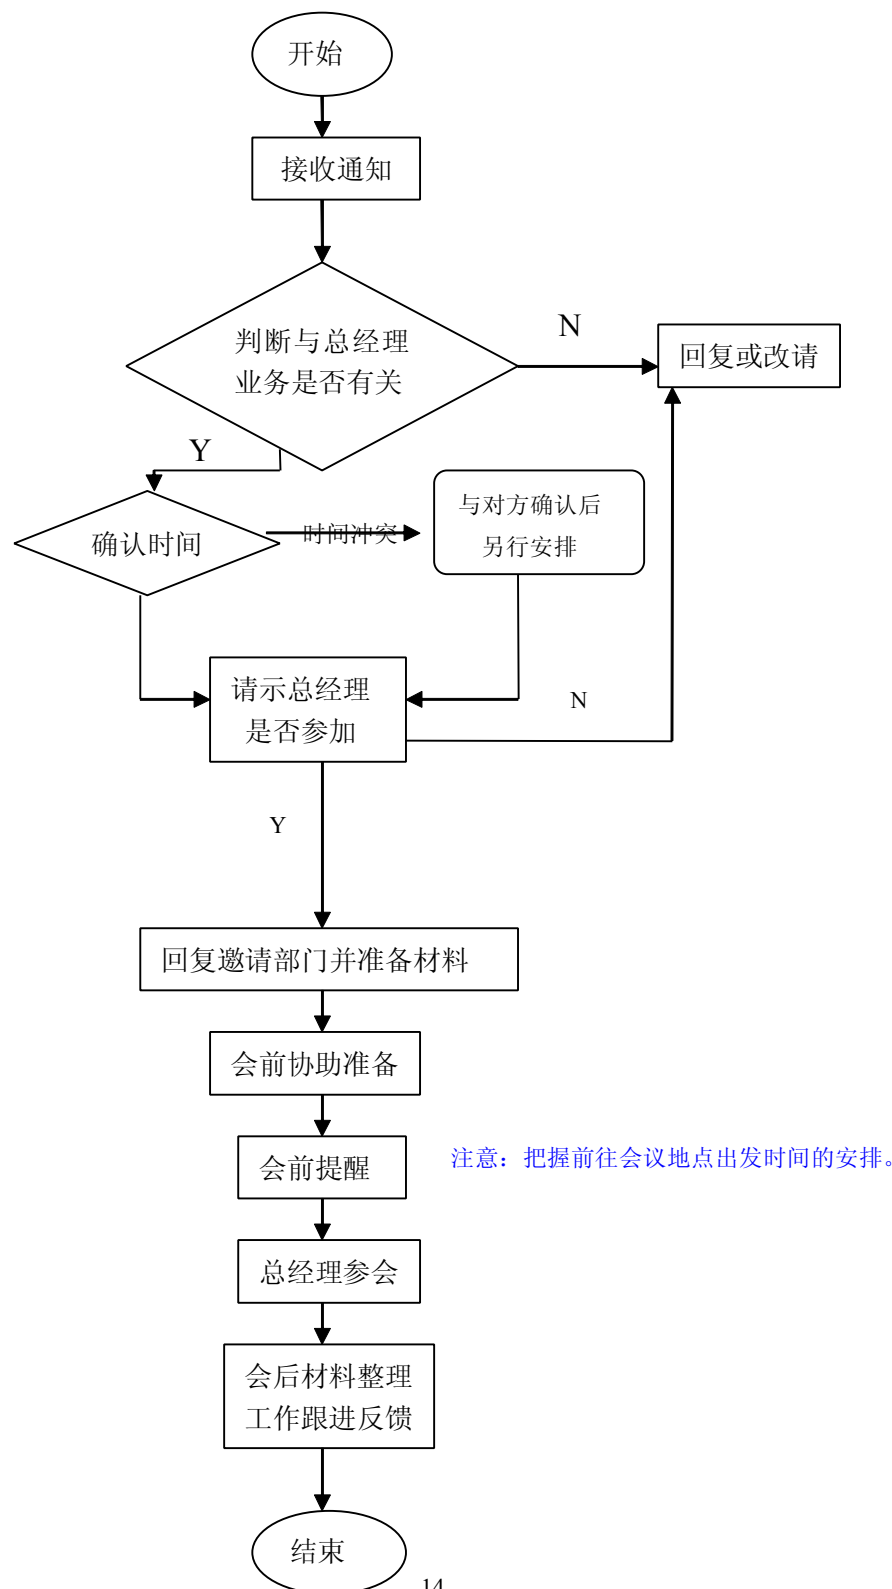 开始
接收通知
判断与总经理
业务是否有关
N
回复或改请
Y
确认时间
时间冲突
与对方确认后
另行安排
请示总经理
是否参加
N
Y
回复邀请部门并准备材料
会前协助准备
会前提醒
注意：把握前往会议地点出发时间的安排。
总经理参会
会后材料整理
工作跟进反馈
结束
14